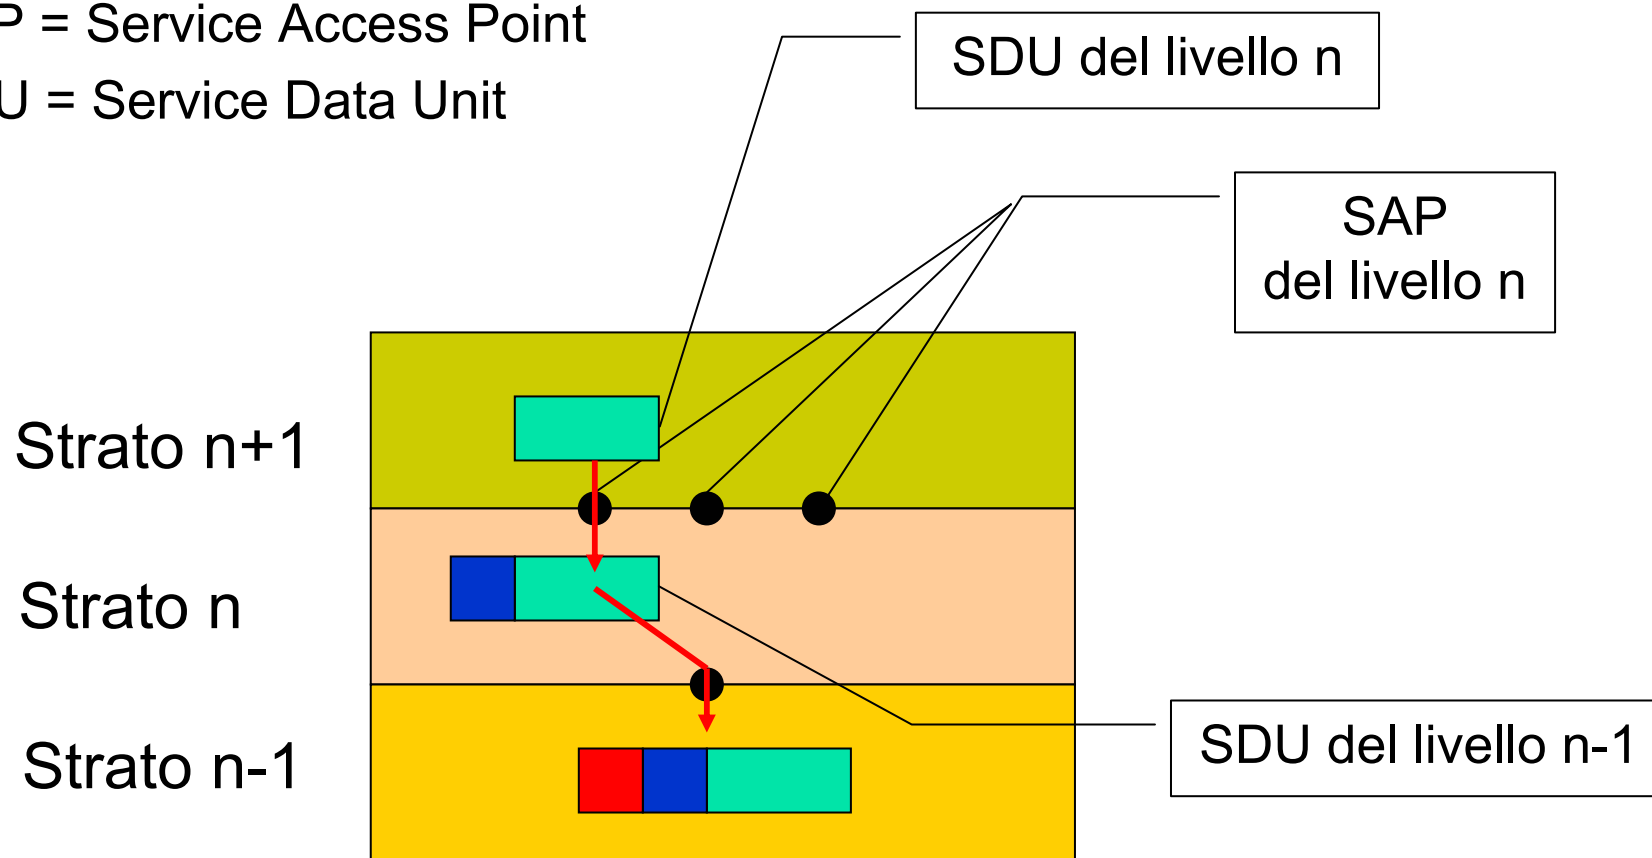 P = Service Access Point
U = Service Data Unit
SDU del livello n
SAP
del livello n
Strato n+1
Strato n
Strato n-1
SDU del livello n-1